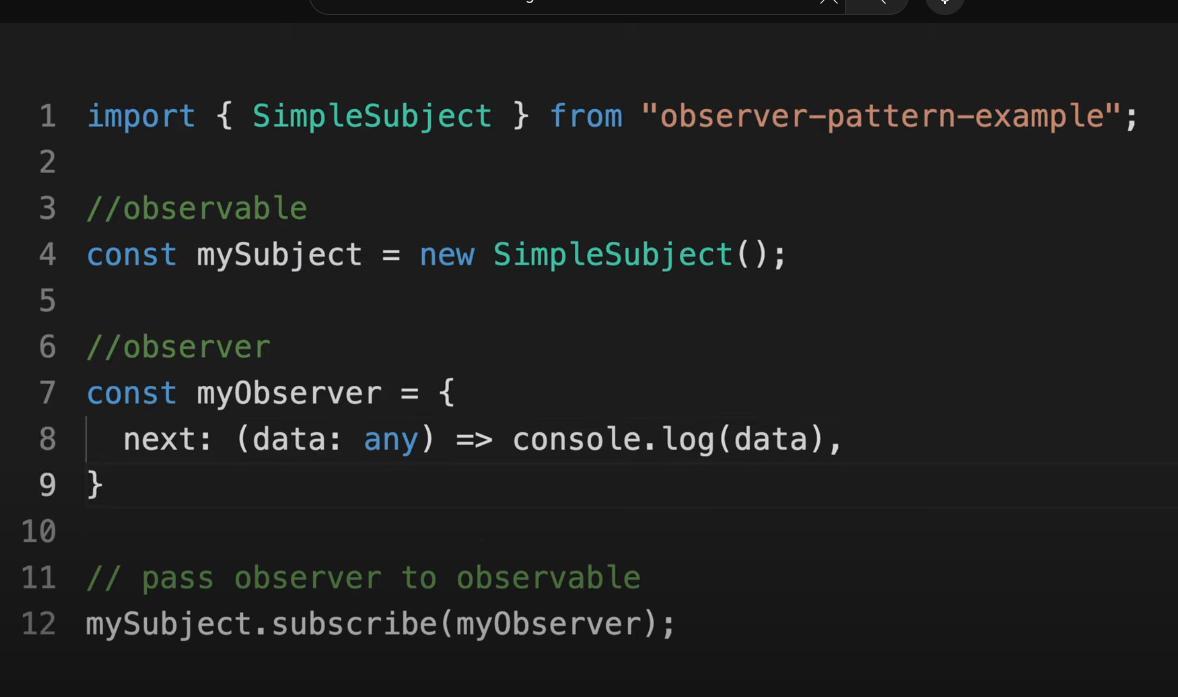 1 import { SimpleSubject } from "observer-pattern-example";
2
3 //observable
4 const mySubject = new SimpleSubject();
5
6 //observer
7 const myObserver = {
8   next: (data: any) => console.log(data),
9 }
10
11 // pass observer to observable
12 mySubject.subscribe(myObserver);